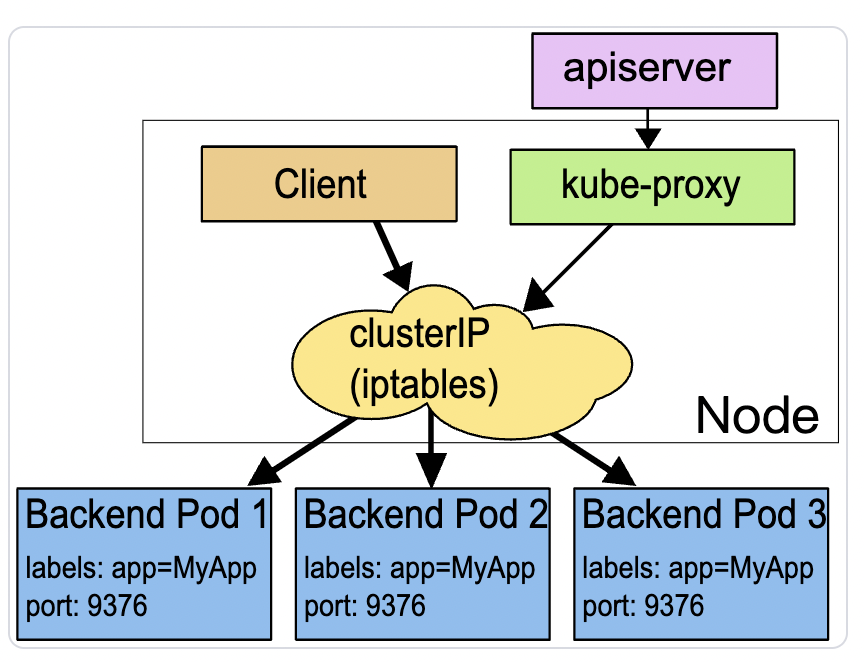 apiserver
Client
kube-proxy
clusterIP
(iptables)
Node
Backend Pod 1
labels: app=MyApp
port: 9376
Backend Pod 2
labels: app=MyApp
port: 9376
Backend Pod 3
labels: app=MyApp
port: 9376